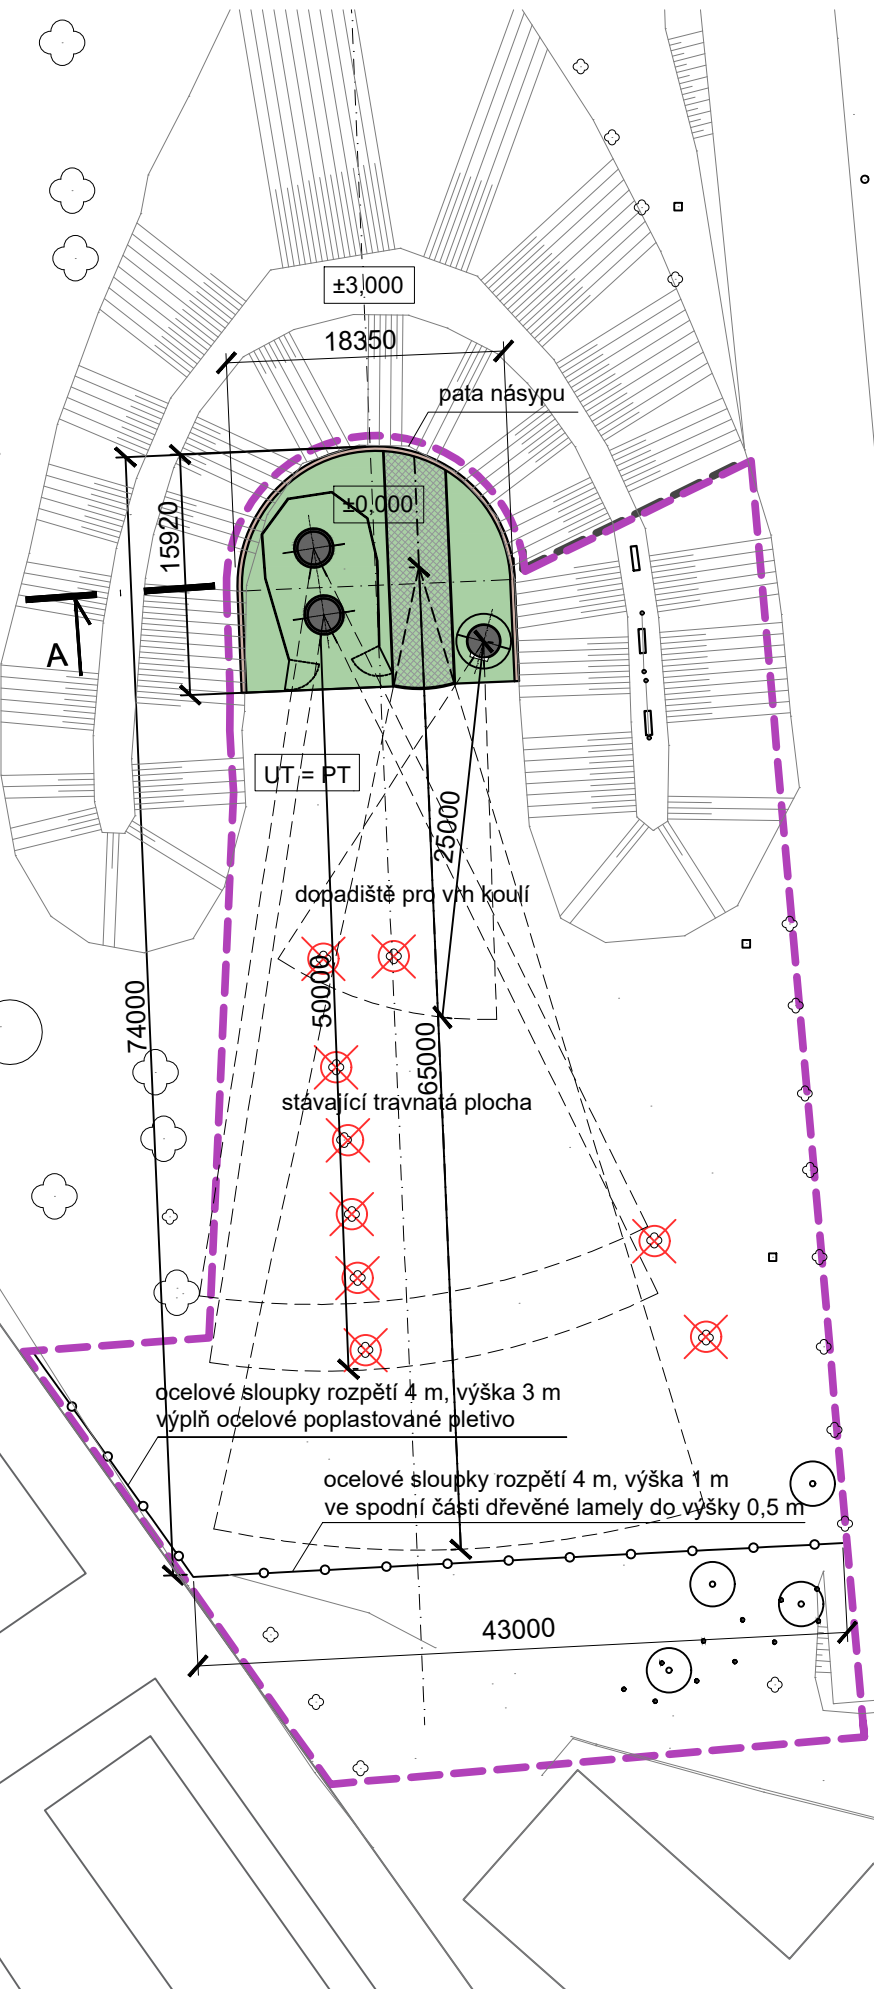 ±3,000
18350
pata násypu
±0,000
15920
A
UT = PT
25000
dopadiště pro vrh koulí
50000
74000
65000
stávající travnatá plocha
ocelové sloupky rozpětí 4 m, výška 3 m
výplň ocelové poplastované pletivo
ocelové sloupky rozpětí 4 m, výška 1 m
ve spodní části dřevěné lamely do výšky 0,5 m
43000